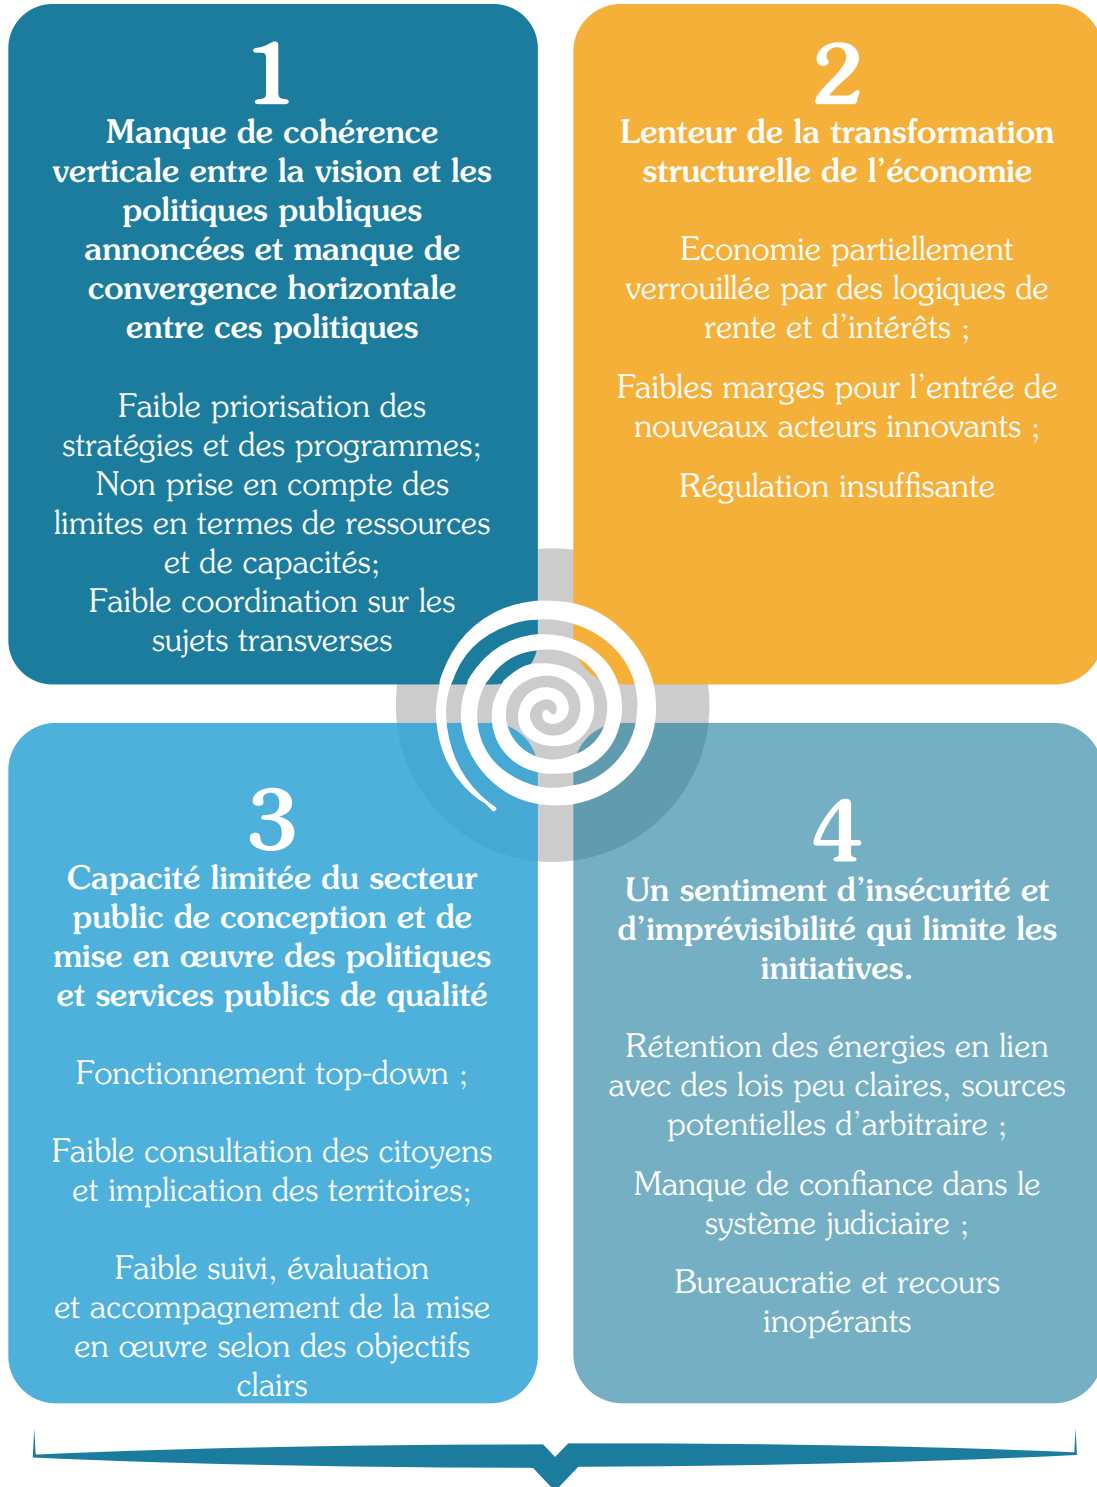 1
Manque de cohérence
verticale entre la vision et les
politiques publiques
annoncées et manque de
convergence horizontale
entre ces politiques
Faible priorisation des
stratégies et des programmes;
Non prise en compte des
limites en termes de ressources
et de capacités;
Faible coordination sur les
sujets transverses
2
Lenteur de la transformation
structurelle de l'économie
Economie partiellement
verrouillée par des logiques de
rente et d'intérêts ;
Faibles marges pour l'entrée de
nouveaux acteurs innovants ;
Régulation insuffisante
3
Capacité limitée du secteur
public de conception et de
mise en œuvre des politiques
et services publics de qualité
Fonctionnement top-down ;
Faible consultation des citoyens
et implication des territoires;
Faible suivi, évaluation
et accompagnement de la mise
en œuvre selon des objectifs
clairs
4
Un sentiment d'insécurité et
d'imprévisibilité qui limite les
initiatives.
Rétention des énergies en lien
avec des lois peu claires, sources
potentielles d'arbitraire ;
Manque de confiance dans le
système judiciaire ;
Bureaucratie et recours
inopérants